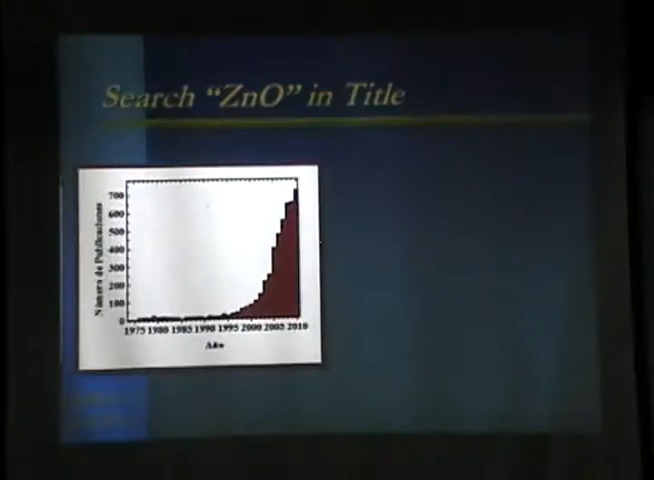 Search “ZnO” in Title
Número de Publicaciones
700
600
500
400
300
200
100
0
1975 1980 1985 1990 1995 2000 2005 2010
Año